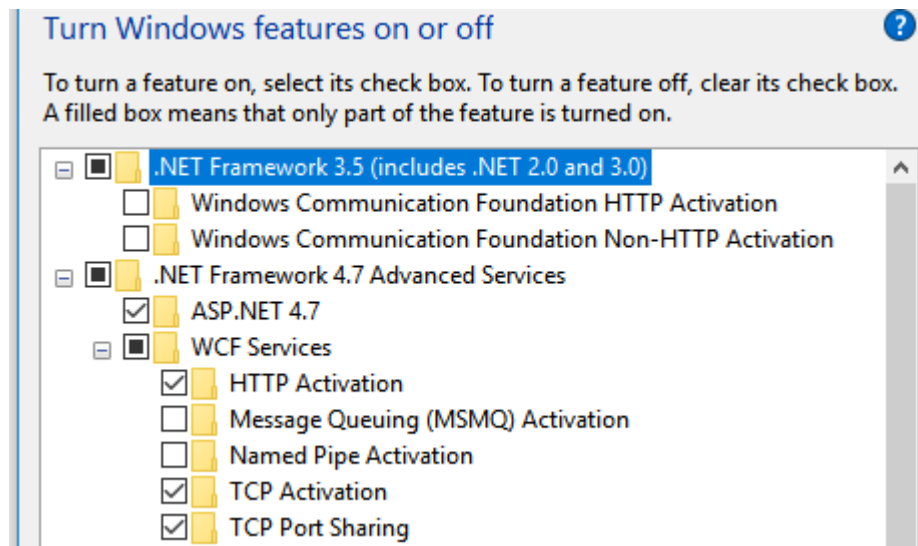 Turn Windows features on or off
?
To turn a feature on, select its check box. To turn a feature off, clear its check box.
A filled box means that only part of the feature is turned on.
.NET Framework 3.5 (includes .NET 2.0 and 3.0)
Windows Communication Foundation HTTP Activation
Windows Communication Foundation Non-HTTP Activation
.NET Framework 4.7 Advanced Services
ASP.NET 4.7
WCF Services
HTTP Activation
Message Queuing (MSMQ) Activation
Named Pipe Activation
TCP Activation
TCP Port Sharing